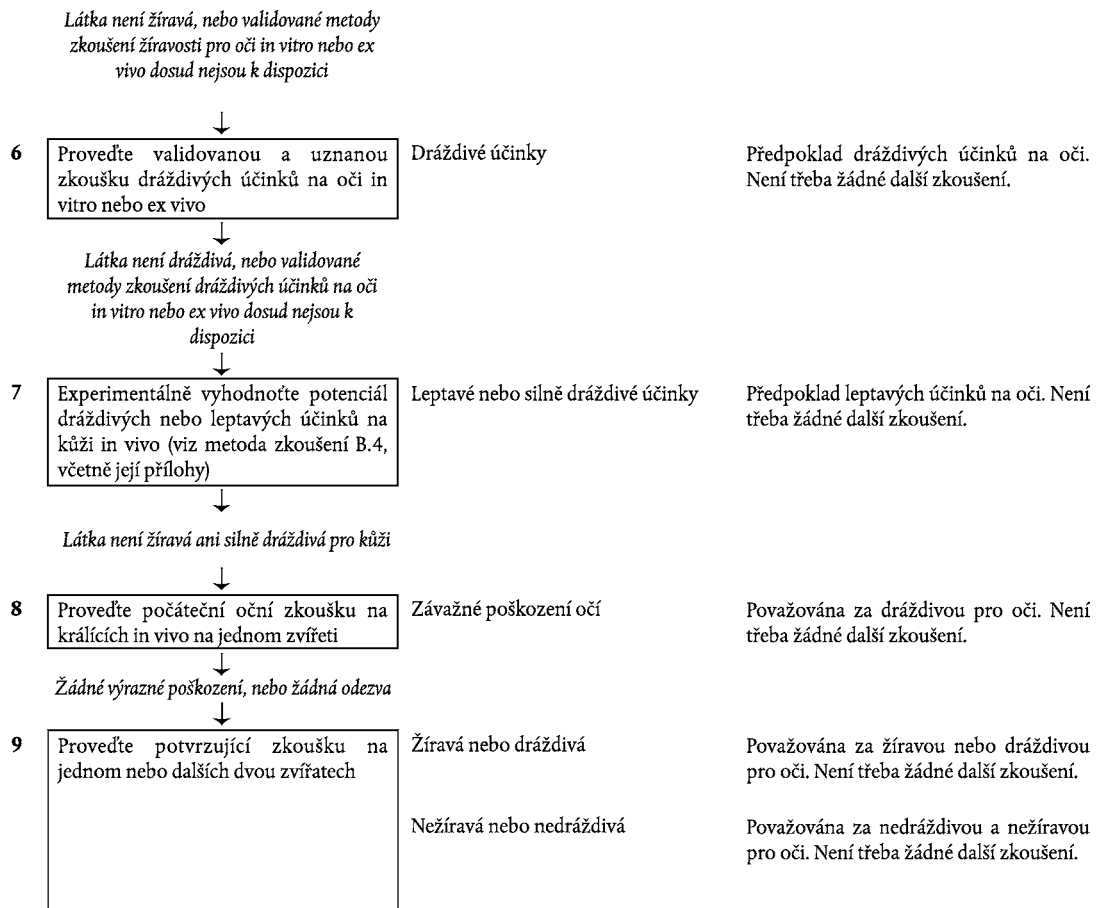 Látka není žíravá, nebo validované metody
zkoušení žíravosti pro oči in vitro nebo ex
vivo dosud nejsou k dispozici
↓
6 Proveďte validovanou a uznanou
zkoušku dráždivých účinků na oči in
vitro nebo ex vivo
Dráždivé účinky
Předpoklad dráždivých účinků na oči.
Není třeba žádné další zkoušení.
↓
Látka není dráždivá, nebo validované
metody zkoušení dráždivých účinků na oči
in vitro nebo ex vivo dosud nejsou k
dispozici
↓
7 Experimentálně vyhodnoťte potenciál
dráždivých nebo leptavých účinků na
kůži in vivo (viz metoda zkoušení B.4,
včetně její přílohy)
Leptavé nebo silně dráždivé účinky
Předpoklad leptavých účinků na oči. Není
třeba žádné další zkoušení.
↓
Látka není žíravá ani silně dráždivá pro kůži
↓
8 Proveďte počáteční oční zkoušku na
králících in vivo na jednom zvířeti
Závažné poškození očí
Považována za dráždivou pro oči. Není
třeba žádné další zkoušení.
↓
Žádné výrazné poškození, nebo žádná odezva
↓
9 Proveďte potvrzující zkoušku na
jednom nebo dalších dvou zvířatech
Žíravá nebo dráždivá
Považována za žíravou nebo dráždivou
pro oči. Není třeba žádné další zkoušení.
Nežíravá nebo nedráždivá
Považována za nedráždivou a nežíravou
pro oči. Není třeba žádné další zkoušení.